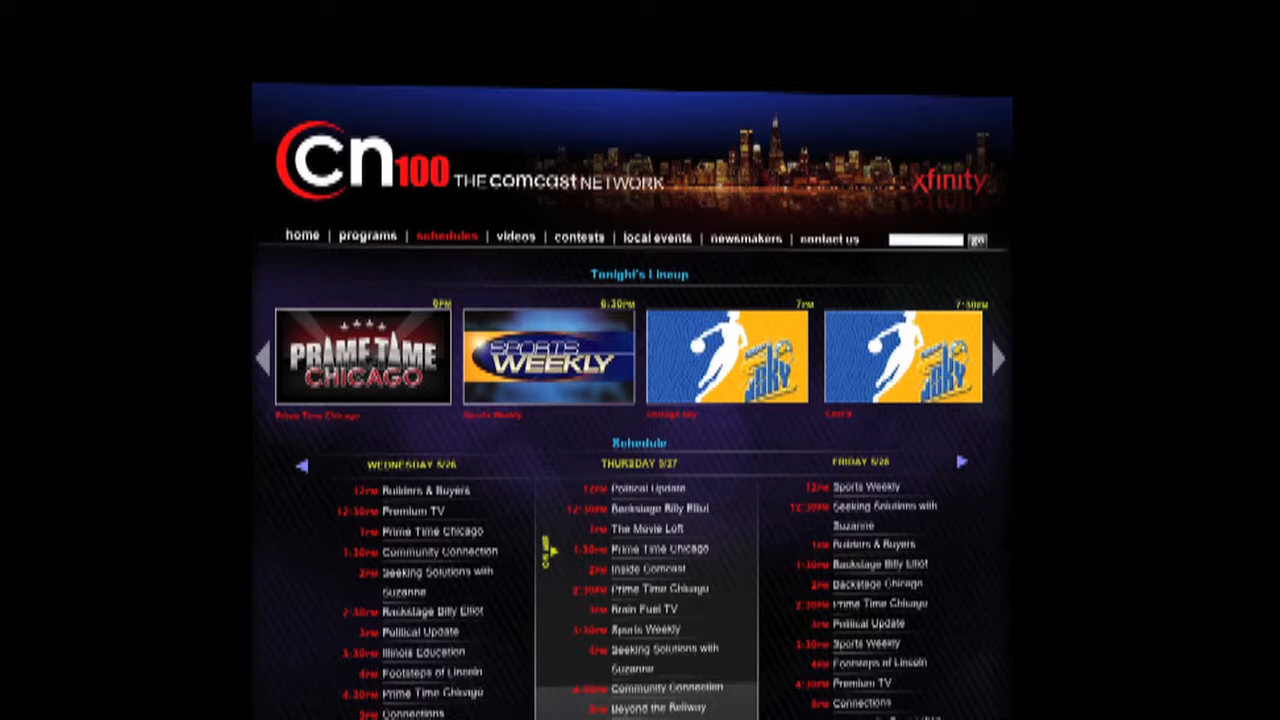 cn100 THE comcast NETWORK
xfinity
home | programs | schedules | videos | contests | local events | newsmakers | contact us
go
Tonight's Lineup
6PM
6:30PM
7PM
7:30PM
PRIME TIME
CHICAGO
SPORTS
WEEKLY
Prime Time Chicago
Sports Weekly
Schedule
WEDNESDAY 5/26
THURSDAY 5/27
FRIDAY 5/28
12PM Builders & Buyers
12:30PM Premium TV
1PM Prime Time Chicago
1:30PM Community Connection
2PM Seeking Solutions with
Suzanne
2:30PM Backstage Billy Elliot
3PM Political Update
3:30PM Illinois Education
4PM Footsteps of Lincoln
4:30PM Prime Time Chicago
5PM Connections
ON AIR
12PM Political Update
12:30PM Backstage Billy Elliot
1PM The Movie Loft
1:30PM Prime Time Chicago
2PM Inside Comcast
2:30PM Prime Time Chicago
3PM Brain Fuel TV
3:30PM Sports Weekly
4PM Seeking Solutions with
Suzanne
4:30PM Community Connection
5PM Beyond the Beltway
12PM Sports Weekly
12:30PM Seeking Solutions with
Suzanne
1PM Builders & Buyers
1:30PM Backstage Billy Elliot
2PM Backstage Chicago
2:30PM Prime Time Chicago
3PM Political Update
3:30PM Sports Weekly
4PM Footsteps of Lincoln
4:30PM Premium TV
5PM Connections